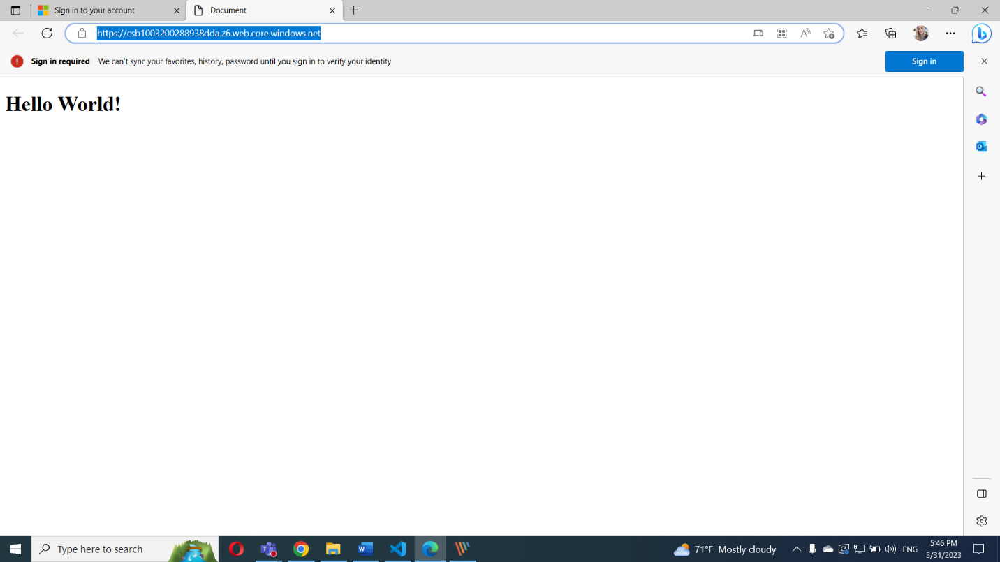 Sign in to your account
Document
https://csb1003200288938dda.z6.web.core.windows.net
Sign in required We can't sync your favorites, history, password until you sign in to verify your identity
Sign in
Hello World!
Type here to search
71°F Mostly cloudy
ENG
5:46 PM
3/31/2023